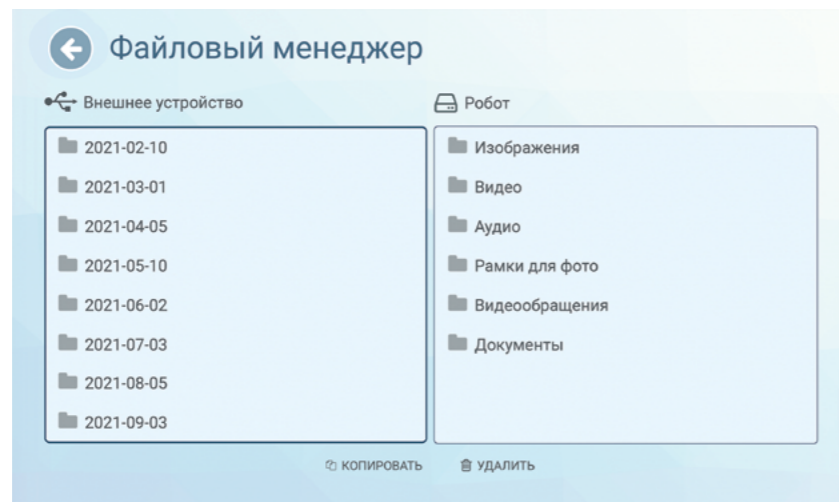 Файловый менеджер
Внешнее устройство
2021-02-10
2021-03-01
2021-04-05
2021-05-10
2021-06-02
2021-07-03
2021-08-05
2021-09-03
Робот
Изображения
Видео
Аудио
Рамки для фото
Видеообращения
Документы
КОПИРОВАТЬ
УДАЛИТЬ